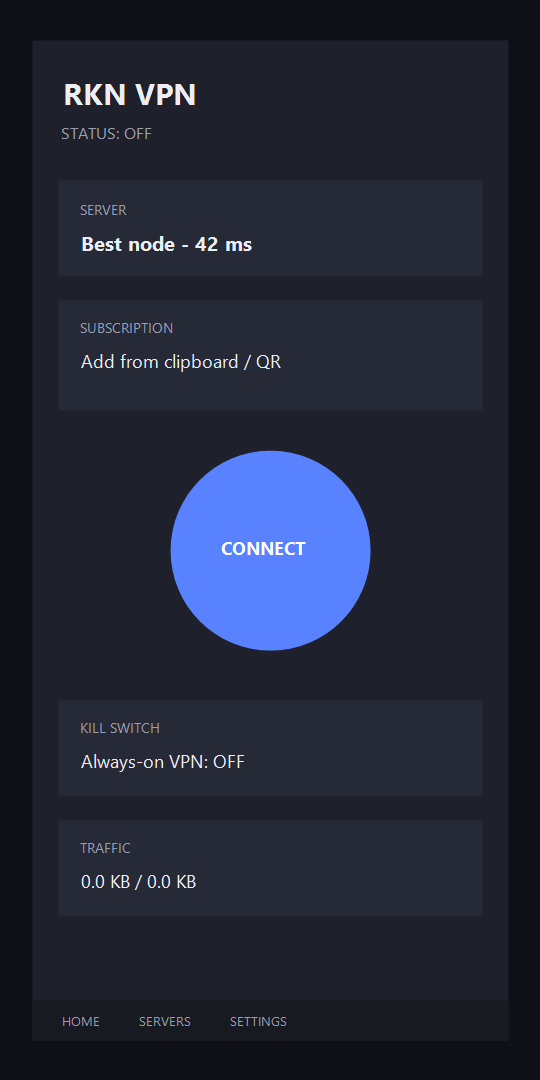 RKN VPN
STATUS: OFF
SERVER
Best node - 42 ms
SUBSCRIPTION
Add from clipboard / QR
CONNECT
KILL SWITCH
Always-on VPN: OFF
TRAFFIC
0.0 KB / 0.0 KB
HOME SERVERS SETTINGS